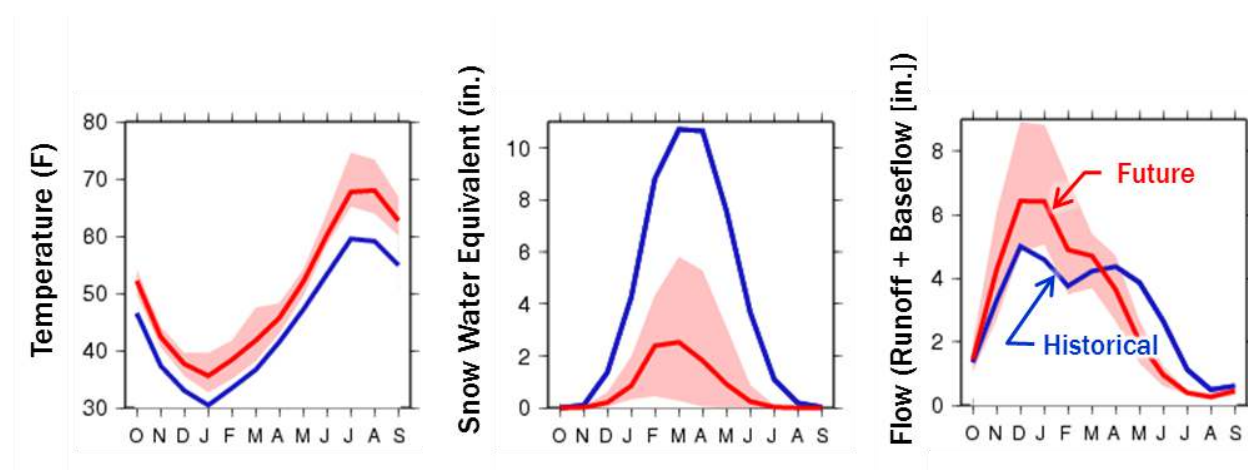 Temperature (F)
80
70
60
50
40
30
O N D J F M A M J J A S
Snow Water Equivalent (in.)
10
8
6
4
2
0
O N D J F M A M J J A S
Flow (Runoff + Baseflow [in.])
8
6
4
2
0
O N D J F M A M J J A S
Future
Historical